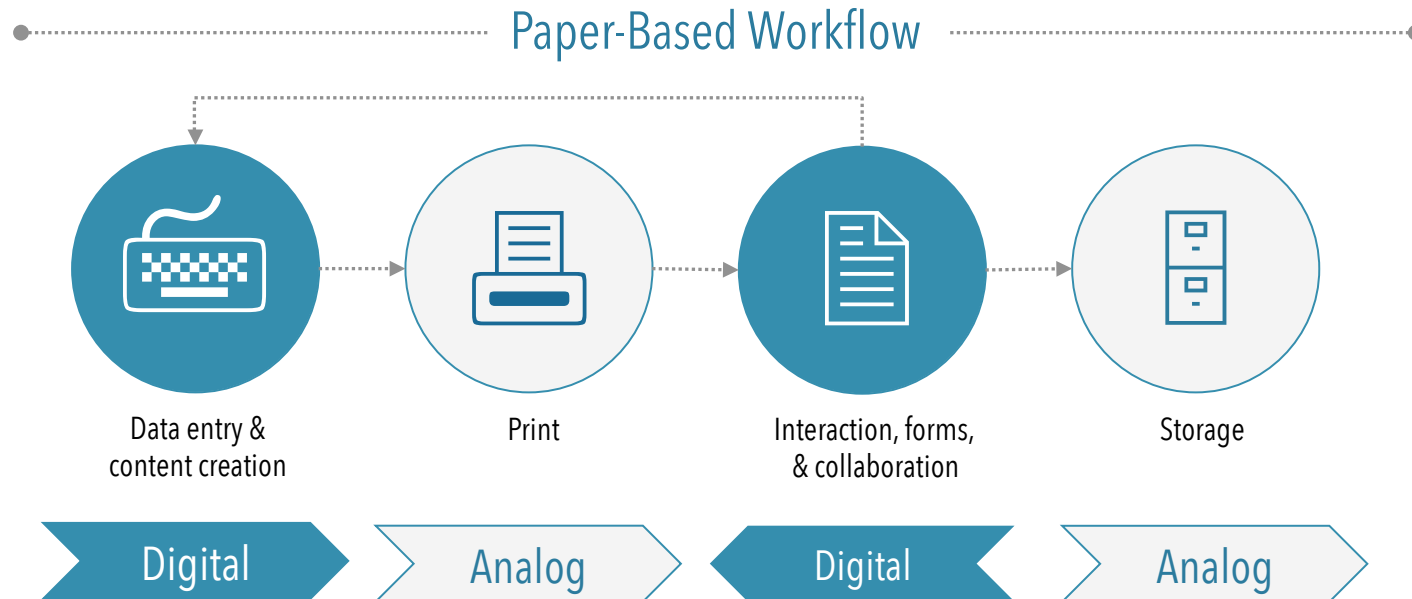 Paper-Based Workflow
Data entry &
content creation
Print
Interaction, forms,
& collaboration
Storage
Digital
Analog
Digital
Analog